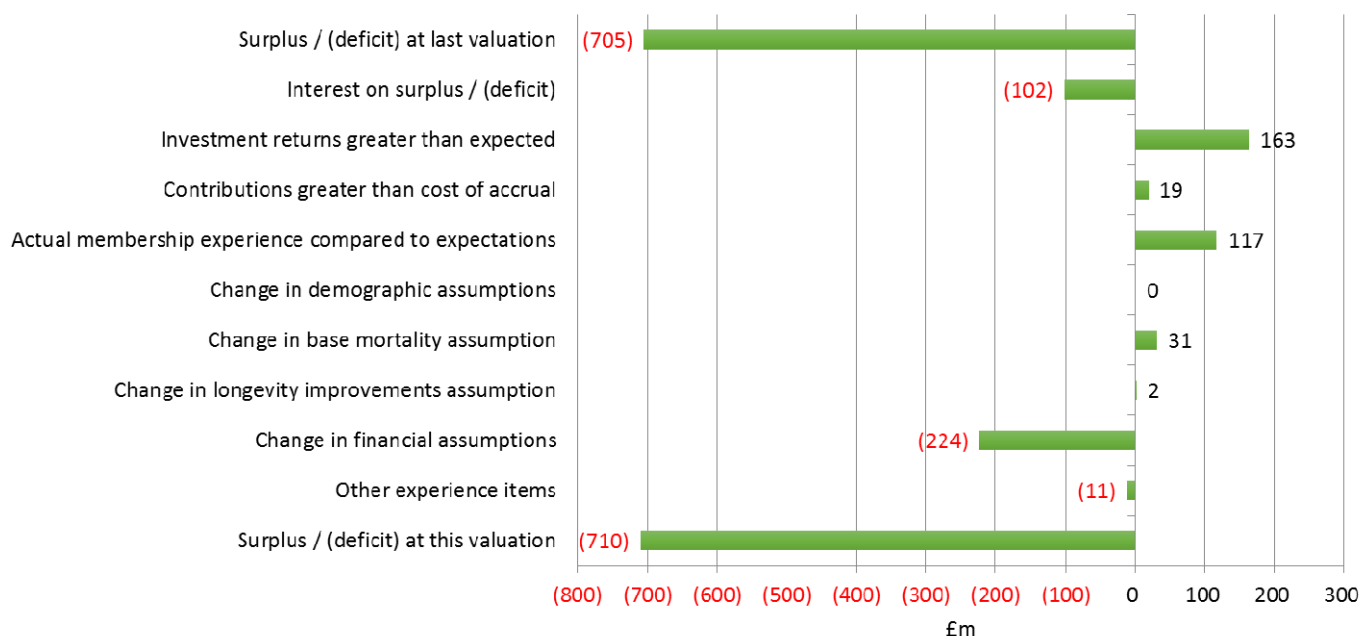 Surplus / (deficit) at last valuation (705)
Interest on surplus / (deficit) (102)
Investment returns greater than expected 163
Contributions greater than cost of accrual 19
Actual membership experience compared to expectations 117
Change in demographic assumptions 0
Change in base mortality assumption 31
Change in longevity improvements assumption 2
Change in financial assumptions (224)
Other experience items (11)
Surplus / (deficit) at this valuation (710)
(800) (700) (600) (500) (400) (300) (200) (100) 0 100 200 300
£m